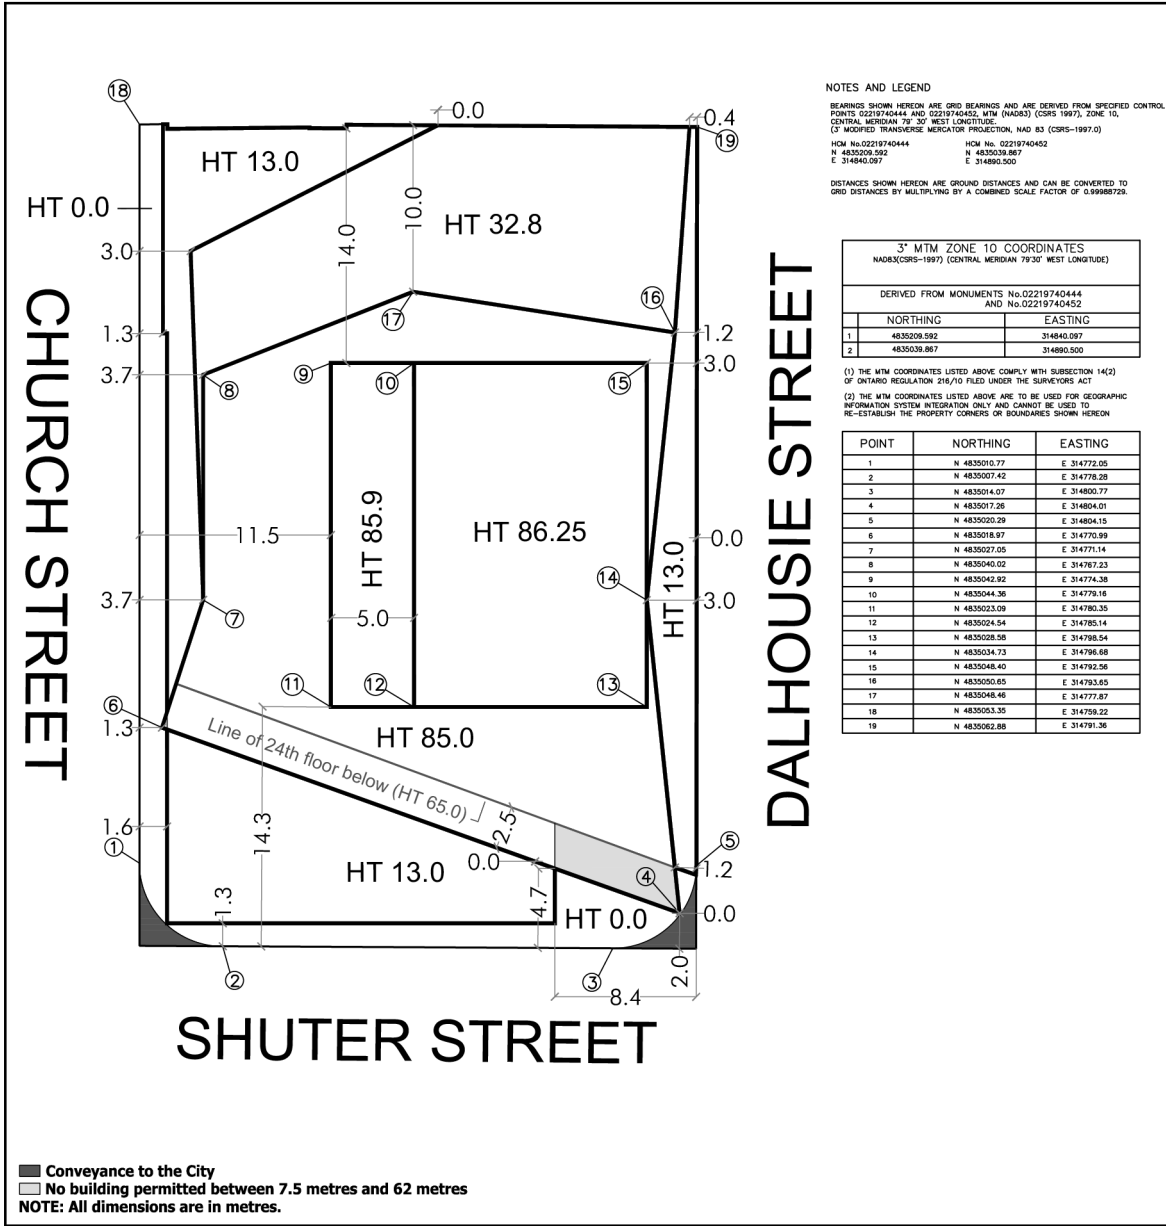 18
0.0
0.4
19
HT 13.0
HT 0.0
10.0
HT 32.8
14.0
3.0
16
17
1.3
1.2
3.7
8
9
10
15
3.0
CHURCH STREET
DALHOUSIE STREET
11.5
HT 85.9
HT 86.25
0.0
14
HT 13.0
3.7
7
5.0
3.0
11
12
13
6
1.3
Line of 24th floor below (HT 65.0)
HT 85.0
1.6
14.3
2.5
5
1
0.0
1.2
HT 13.0
4
1.3
4.7
HT 0.0
0.0
2
3
2.0
8.4
SHUTER STREET
NOTES AND LEGEND
BEARINGS SHOWN HEREON ARE GRID BEARINGS AND ARE DERIVED FROM SPECIFIED CONTROL
POINTS 02219740444 AND 02219740452, MTM (NAD83) (CSRS 1997), ZONE 10,
CENTRAL MERIDIAN 79° 30' WEST LONGTITUDE.
(3° MODIFIED TRANSVERSE MERCATOR PROJECTION, NAD 83 (CSRS-1997.0)
HCM No.02219740444 HCM No. 02219740452
N 4835209.592 N 4835039.867
E 314840.097 E 314890.500
DISTANCES SHOWN HEREON ARE GROUND DISTANCES AND CAN BE CONVERTED TO
GRID DISTANCES BY MULTIPLYING BY A COMBINED SCALE FACTOR OF 0.99988729.
3° MTM ZONE 10 COORDINATES
NAD83(CSRS-1997) (CENTRAL MERIDIAN 79°30' WEST LONGITUDE)
DERIVED FROM MONUMENTS No.02219740444
AND No.02219740452
NORTHING EASTING
1 4835209.592 314840.097
2 4835039.867 314890.500
(1) THE MTM COORDINATES LISTED ABOVE COMPLY WITH SUBSECTION 14(2)
OF ONTARIO REGULATION 216/10 FILED UNDER THE SURVEYORS ACT
(2) THE MTM COORDINATES LISTED ABOVE ARE TO BE USED FOR GEOGRAPHIC
INFORMATION SYSTEM INTEGRATION ONLY AND CANNOT BE USED TO
RE-ESTABLISH THE PROPERTY CORNERS OR BOUNDARIES SHOWN HEREON
POINT NORTHING EASTING
1 N 4835010.77 E 314772.05
2 N 4835007.42 E 314778.28
3 N 4835014.07 E 314800.77
4 N 4835017.26 E 314804.01
5 N 4835020.29 E 314804.15
6 N 4835018.97 E 314770.99
7 N 4835027.05 E 314771.14
8 N 4835040.02 E 314767.23
9 N 4835042.92 E 314774.38
10 N 4835044.36 E 314779.16
11 N 4835023.09 E 314780.35
12 N 4835024.54 E 314785.14
13 N 4835028.58 E 314798.54
14 N 4835034.73 E 314796.68
15 N 4835048.40 E 314792.56
16 N 4835050.65 E 314793.65
17 N 4835048.46 E 314777.87
18 N 4835053.35 E 314759.22
19 N 4835062.88 E 314791.36
Conveyance to the City
No building permitted between 7.5 metres and 62 metres
NOTE: All dimensions are in metres.